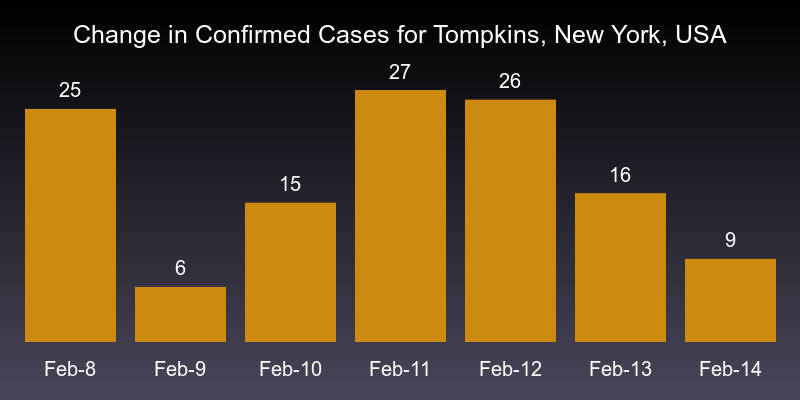 Change in Confirmed Cases for Tompkins, New York, USA
25
6
15
27
26
16
9
Feb-8
Feb-9
Feb-10
Feb-11
Feb-12
Feb-13
Feb-14